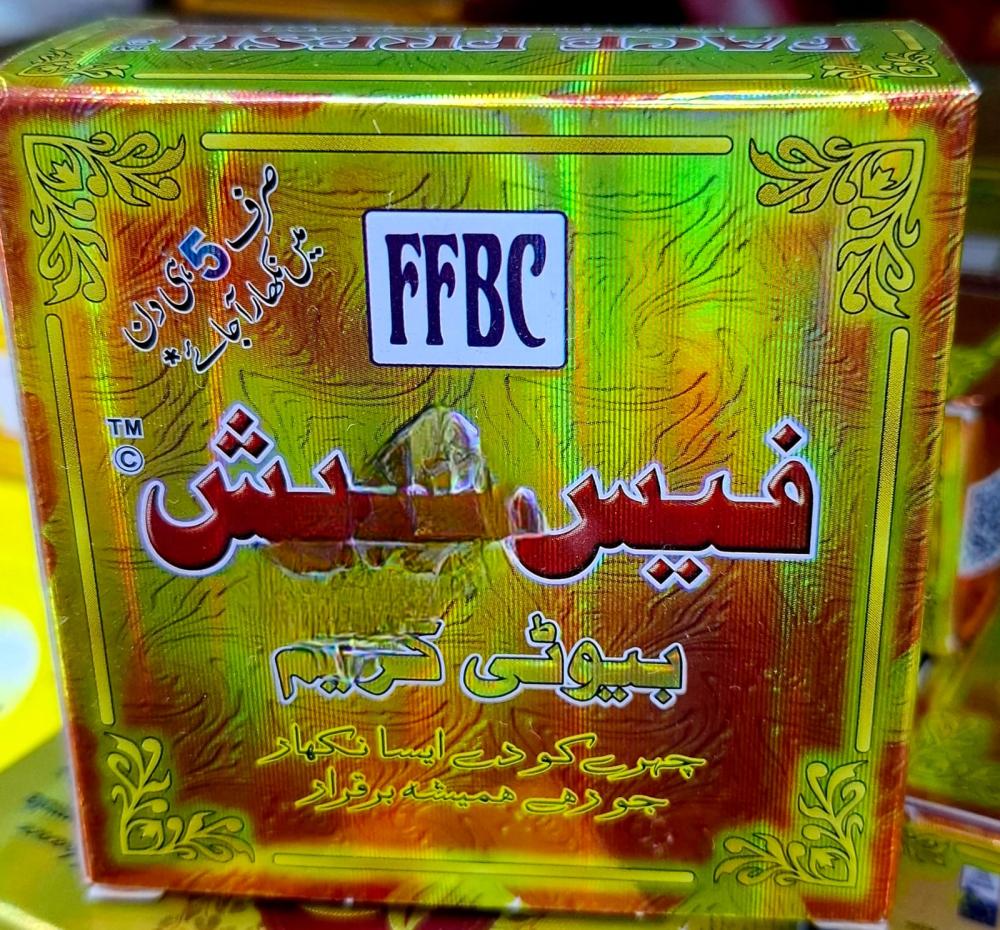 FACE FRESH
صرف 5 ہی دن
میں نکھار آجائے*
FFBC
TM
©
فیس
بیوٹی کریم
چہرے کو دے ایسا نکھار
جو رہے ہمیشہ برقرار